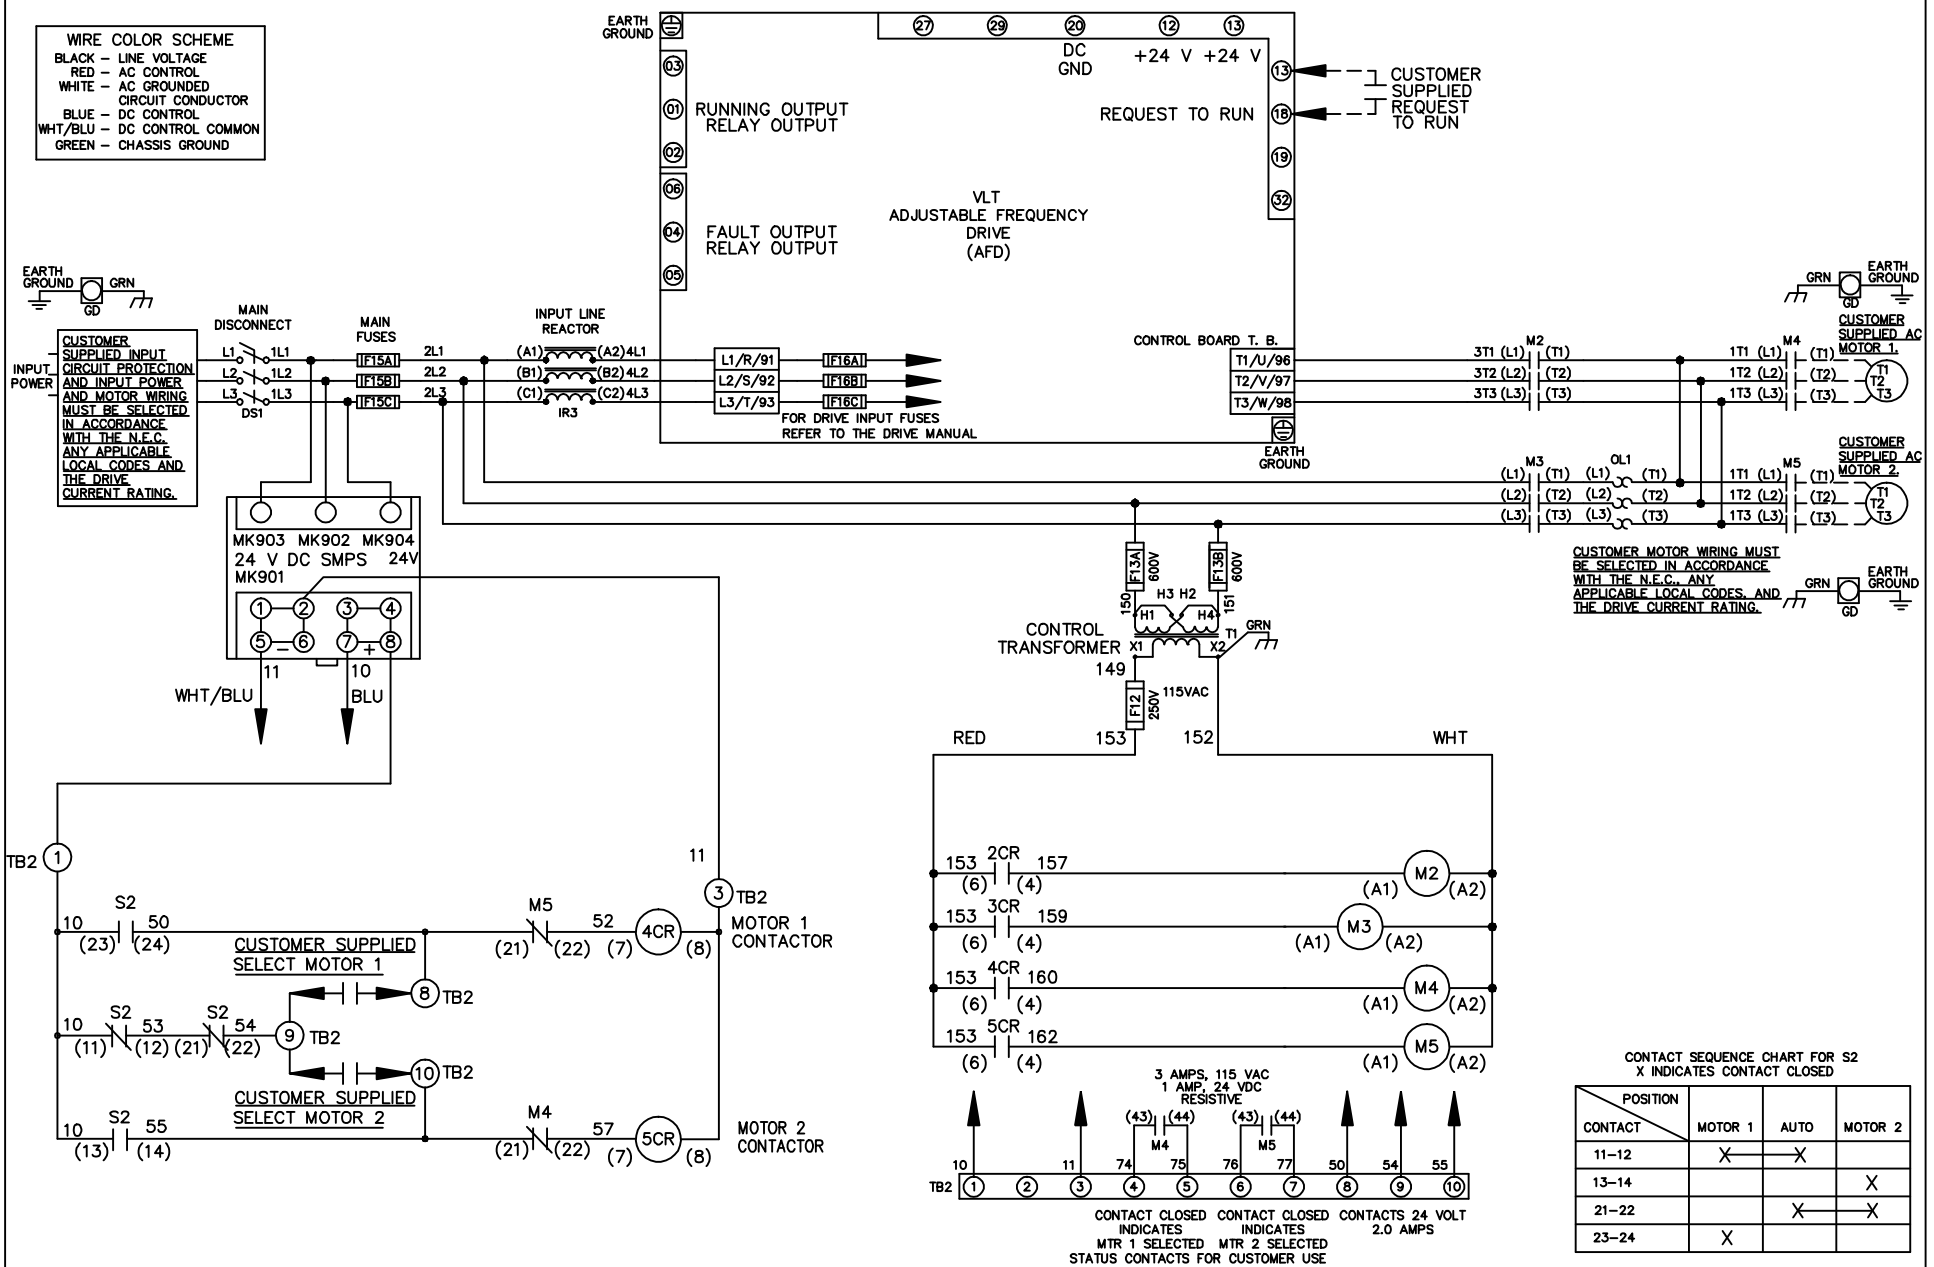 WIRE COLOR SCHEME
BLACK – LINE VOLTAGE
RED – AC CONTROL
WHITE – AC GROUNDED
CIRCUIT CONDUCTOR
BLUE – DC CONTROL
WHT/BLU – DC CONTROL COMMON
GREEN – CHASSIS GROUND
EARTH
GROUND
27 29 20 12 13
DC
GND
+24 V +24 V
03
01
02
RUNNING OUTPUT
RELAY OUTPUT
06
04
05
FAULT OUTPUT
RELAY OUTPUT
REQUEST TO RUN
13
18
19
32
CUSTOMER
SUPPLIED
REQUEST
TO RUN
VLT
ADJUSTABLE FREQUENCY
DRIVE
(AFD)
EARTH
GROUND
GRN
GD
INPUT
POWER
CUSTOMER
SUPPLIED INPUT
CIRCUIT PROTECTION
AND INPUT POWER
AND MOTOR WIRING
MUST BE SELECTED
IN ACCORDANCE
WITH THE N.E.C.
ANY APPLICABLE
LOCAL CODES AND
THE DRIVE
CURRENT RATING.
MAIN
DISCONNECT
L1 1L1
L2 1L2
L3 1L3
DS1
MAIN
FUSES
F15A
F15B
F15C
2L1
2L2
2L3
INPUT LINE
REACTOR
(A1) (A2) 4L1
(B1) (B2) 4L2
(C1) (C2) 4L3
IR3
L1/R/91
L2/S/92
L3/T/93
F16A
F16B
F16C
FOR DRIVE INPUT FUSES
REFER TO THE DRIVE MANUAL
CONTROL BOARD T. B.
T1/U/96
T2/V/97
T3/W/98
EARTH
GROUND
M2
3T1 (L1) (T1)
3T2 (L2) (T2)
3T3 (L3) (T3)
M4
1T1 (L1) (T1)
1T2 (L2) (T2)
1T3 (L3) (T3)
T1
T2
T3
GRN
GD
EARTH
GROUND
CUSTOMER
SUPPLIED AC
MOTOR 1.
M3 OL1
(L1) (T1) (L1) (T1)
(L2) (T2) (L2) (T2)
(L3) (T3) (L3) (T3)
M5
1T1 (L1) (T1)
1T2 (L2) (T2)
1T3 (L3) (T3)
T1
T2
T3
CUSTOMER
SUPPLIED AC
MOTOR 2.
CUSTOMER MOTOR WIRING MUST
BE SELECTED IN ACCORDANCE
WITH THE N.E.C., ANY
APPLICABLE LOCAL CODES, AND
THE DRIVE CURRENT RATING.
GRN
GD
EARTH
GROUND
MK903 MK902 MK904
24 V DC SMPS 24V
MK901
1 2 3 4
5 – 6 7 + 8
11
10
WHT/BLU
BLU
F13A
600V
F13B
600V
150
151
H3 H2
H1 H4
T1
GRN
CONTROL
TRANSFORMER
X1 X2
149
115VAC
F12
250V
153 152
RED WHT
TB2 1
11
3 TB2
10 S2 50
(23) (24)
M5
(21) (22)
52
(7) 4CR (8)
MOTOR 1
CONTACTOR
CUSTOMER SUPPLIED
SELECT MOTOR 1
8 TB2
10 S2 53 S2 54
(11) (12) (21) (22)
9 TB2
10 TB2
CUSTOMER SUPPLIED
SELECT MOTOR 2
10 S2 55
(13) (14)
M4
(21) (22)
57
(7) 5CR (8)
MOTOR 2
CONTACTOR
153 2CR 157
(6) (4)
(A1) M2 (A2)
153 3CR 159
(6) (4)
(A1) M3 (A2)
153 4CR 160
(6) (4)
(A1) M4 (A2)
153 5CR 162
(6) (4)
(A1) M5 (A2)
3 AMPS, 115 VAC
1 AMP, 24 VDC
RESISTIVE
(43) (44) (43) (44)
M4 M5
10 11 74 75 76 77 50 54 55
TB2 1 2 3 4 5 6 7 8 9 10
CONTACT CLOSED
INDICATES
MTR 1 SELECTED
CONTACT CLOSED
INDICATES
MTR 2 SELECTED
STATUS CONTACTS FOR CUSTOMER USE
CONTACTS 24 VOLT
2.0 AMPS
CONTACT SEQUENCE CHART FOR S2
X INDICATES CONTACT CLOSED
POSITION
CONTACT MOTOR 1 AUTO MOTOR 2
11–12 X X
13–14 X
21–22 X X
23–24 X